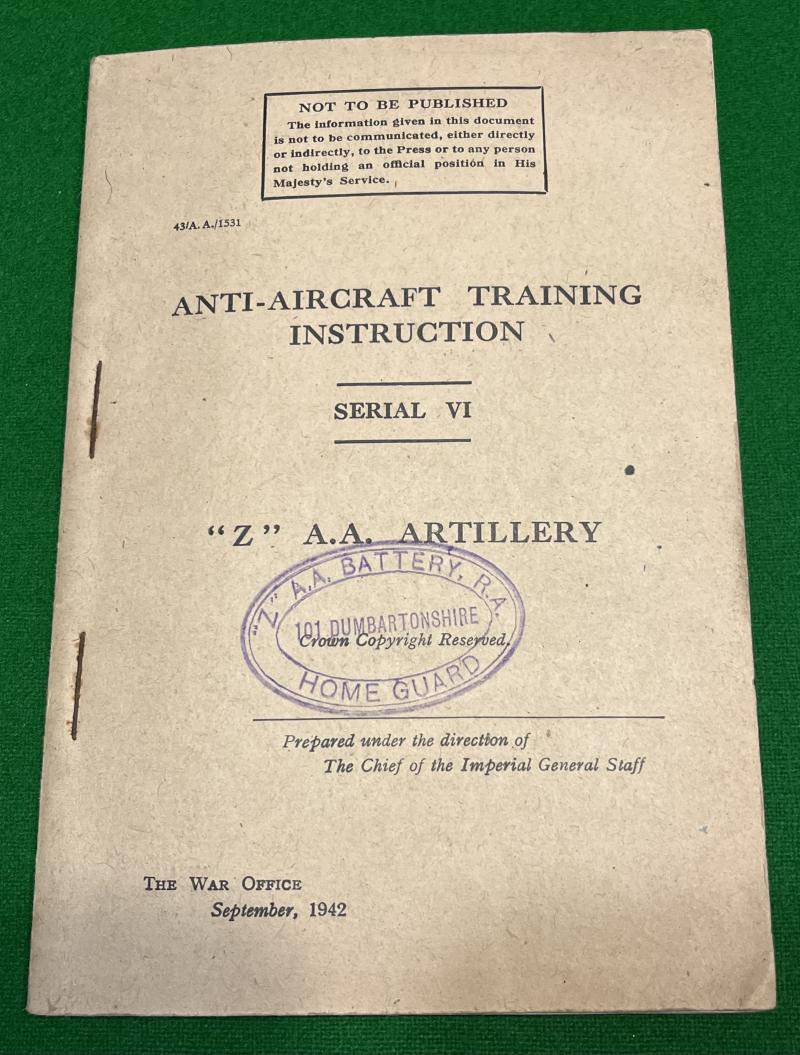 NOT TO BE PUBLISHED
The information given in this document
is not to be communicated, either directly
or indirectly, to the Press or to any person
not holding an official position in His
Majesty's Service.
43/A.A./1531
ANTI-AIRCRAFT TRAINING
INSTRUCTION
SERIAL VI
"Z" A.A. ARTILLERY
"Z" A.A. BATTERY, R.A.
101 DUMBARTONSHIRE
Crown Copyright Reserved.
HOME GUARD
Prepared under the direction of
The Chief of the Imperial General Staff
THE WAR OFFICE
September, 1942